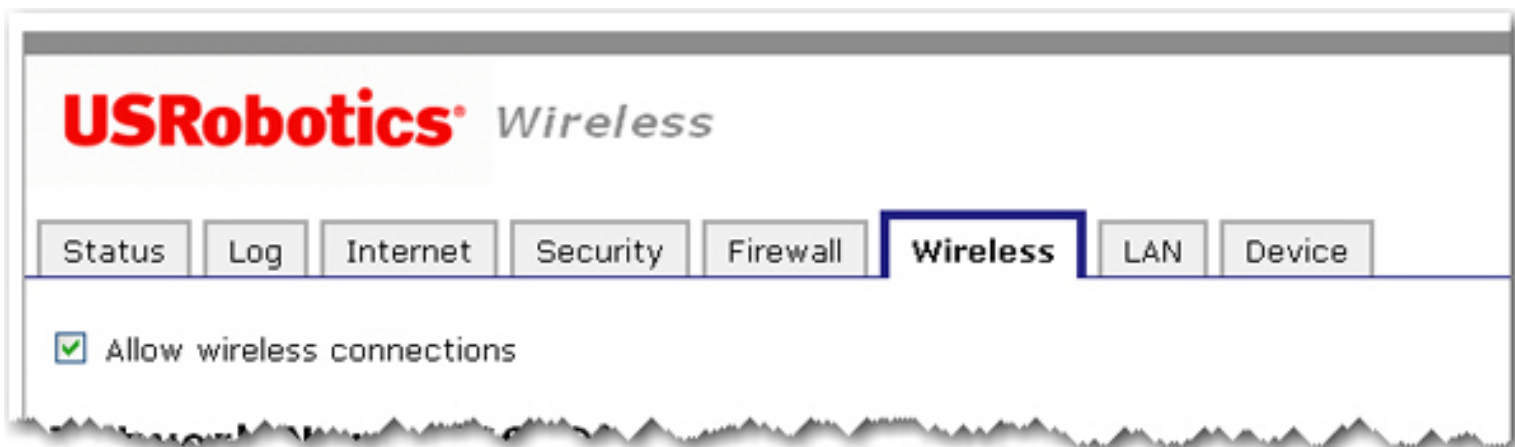 USRobotics® Wireless
Status Log Internet Security Firewall Wireless LAN Device
Allow wireless connections